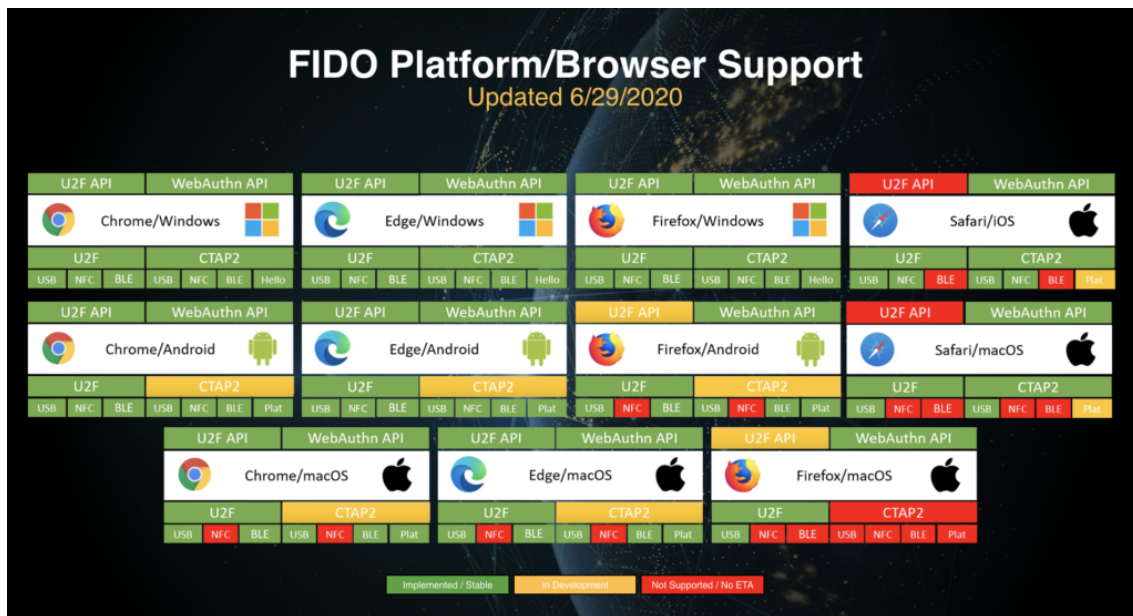 FIDO Platform/Browser Support
Updated 6/29/2020
U2F API WebAuthn API U2F API WebAuthn API U2F API WebAuthn API U2F API WebAuthn API
Chrome/Windows Edge/Windows Firefox/Windows Safari/iOS
U2F CTAP2 U2F CTAP2 U2F CTAP2 U2F CTAP2
USB NFC BLE USB NFC BLE Hello USB NFC BLE USB NFC BLE Hello USB NFC BLE USB NFC BLE Hello USB NFC BLE USB NFC BLE Plat
U2F API WebAuthn API U2F API WebAuthn API U2F API WebAuthn API U2F API WebAuthn API
Chrome/Android Edge/Android Firefox/Android Safari/macOS
U2F CTAP2 U2F CTAP2 U2F CTAP2 U2F CTAP2
USB NFC BLE USB NFC BLE Plat USB NFC BLE USB NFC BLE Plat USB NFC BLE USB NFC BLE Plat USB NFC BLE USB NFC BLE Plat
U2F API WebAuthn API U2F API WebAuthn API U2F API WebAuthn API
Chrome/macOS Edge/macOS Firefox/macOS
U2F CTAP2 U2F CTAP2 U2F CTAP2
USB NFC BLE USB NFC BLE Plat USB NFC BLE USB NFC BLE Plat USB NFC BLE USB NFC BLE Plat
Implemented / Stable In Development Not Supported / No ETA